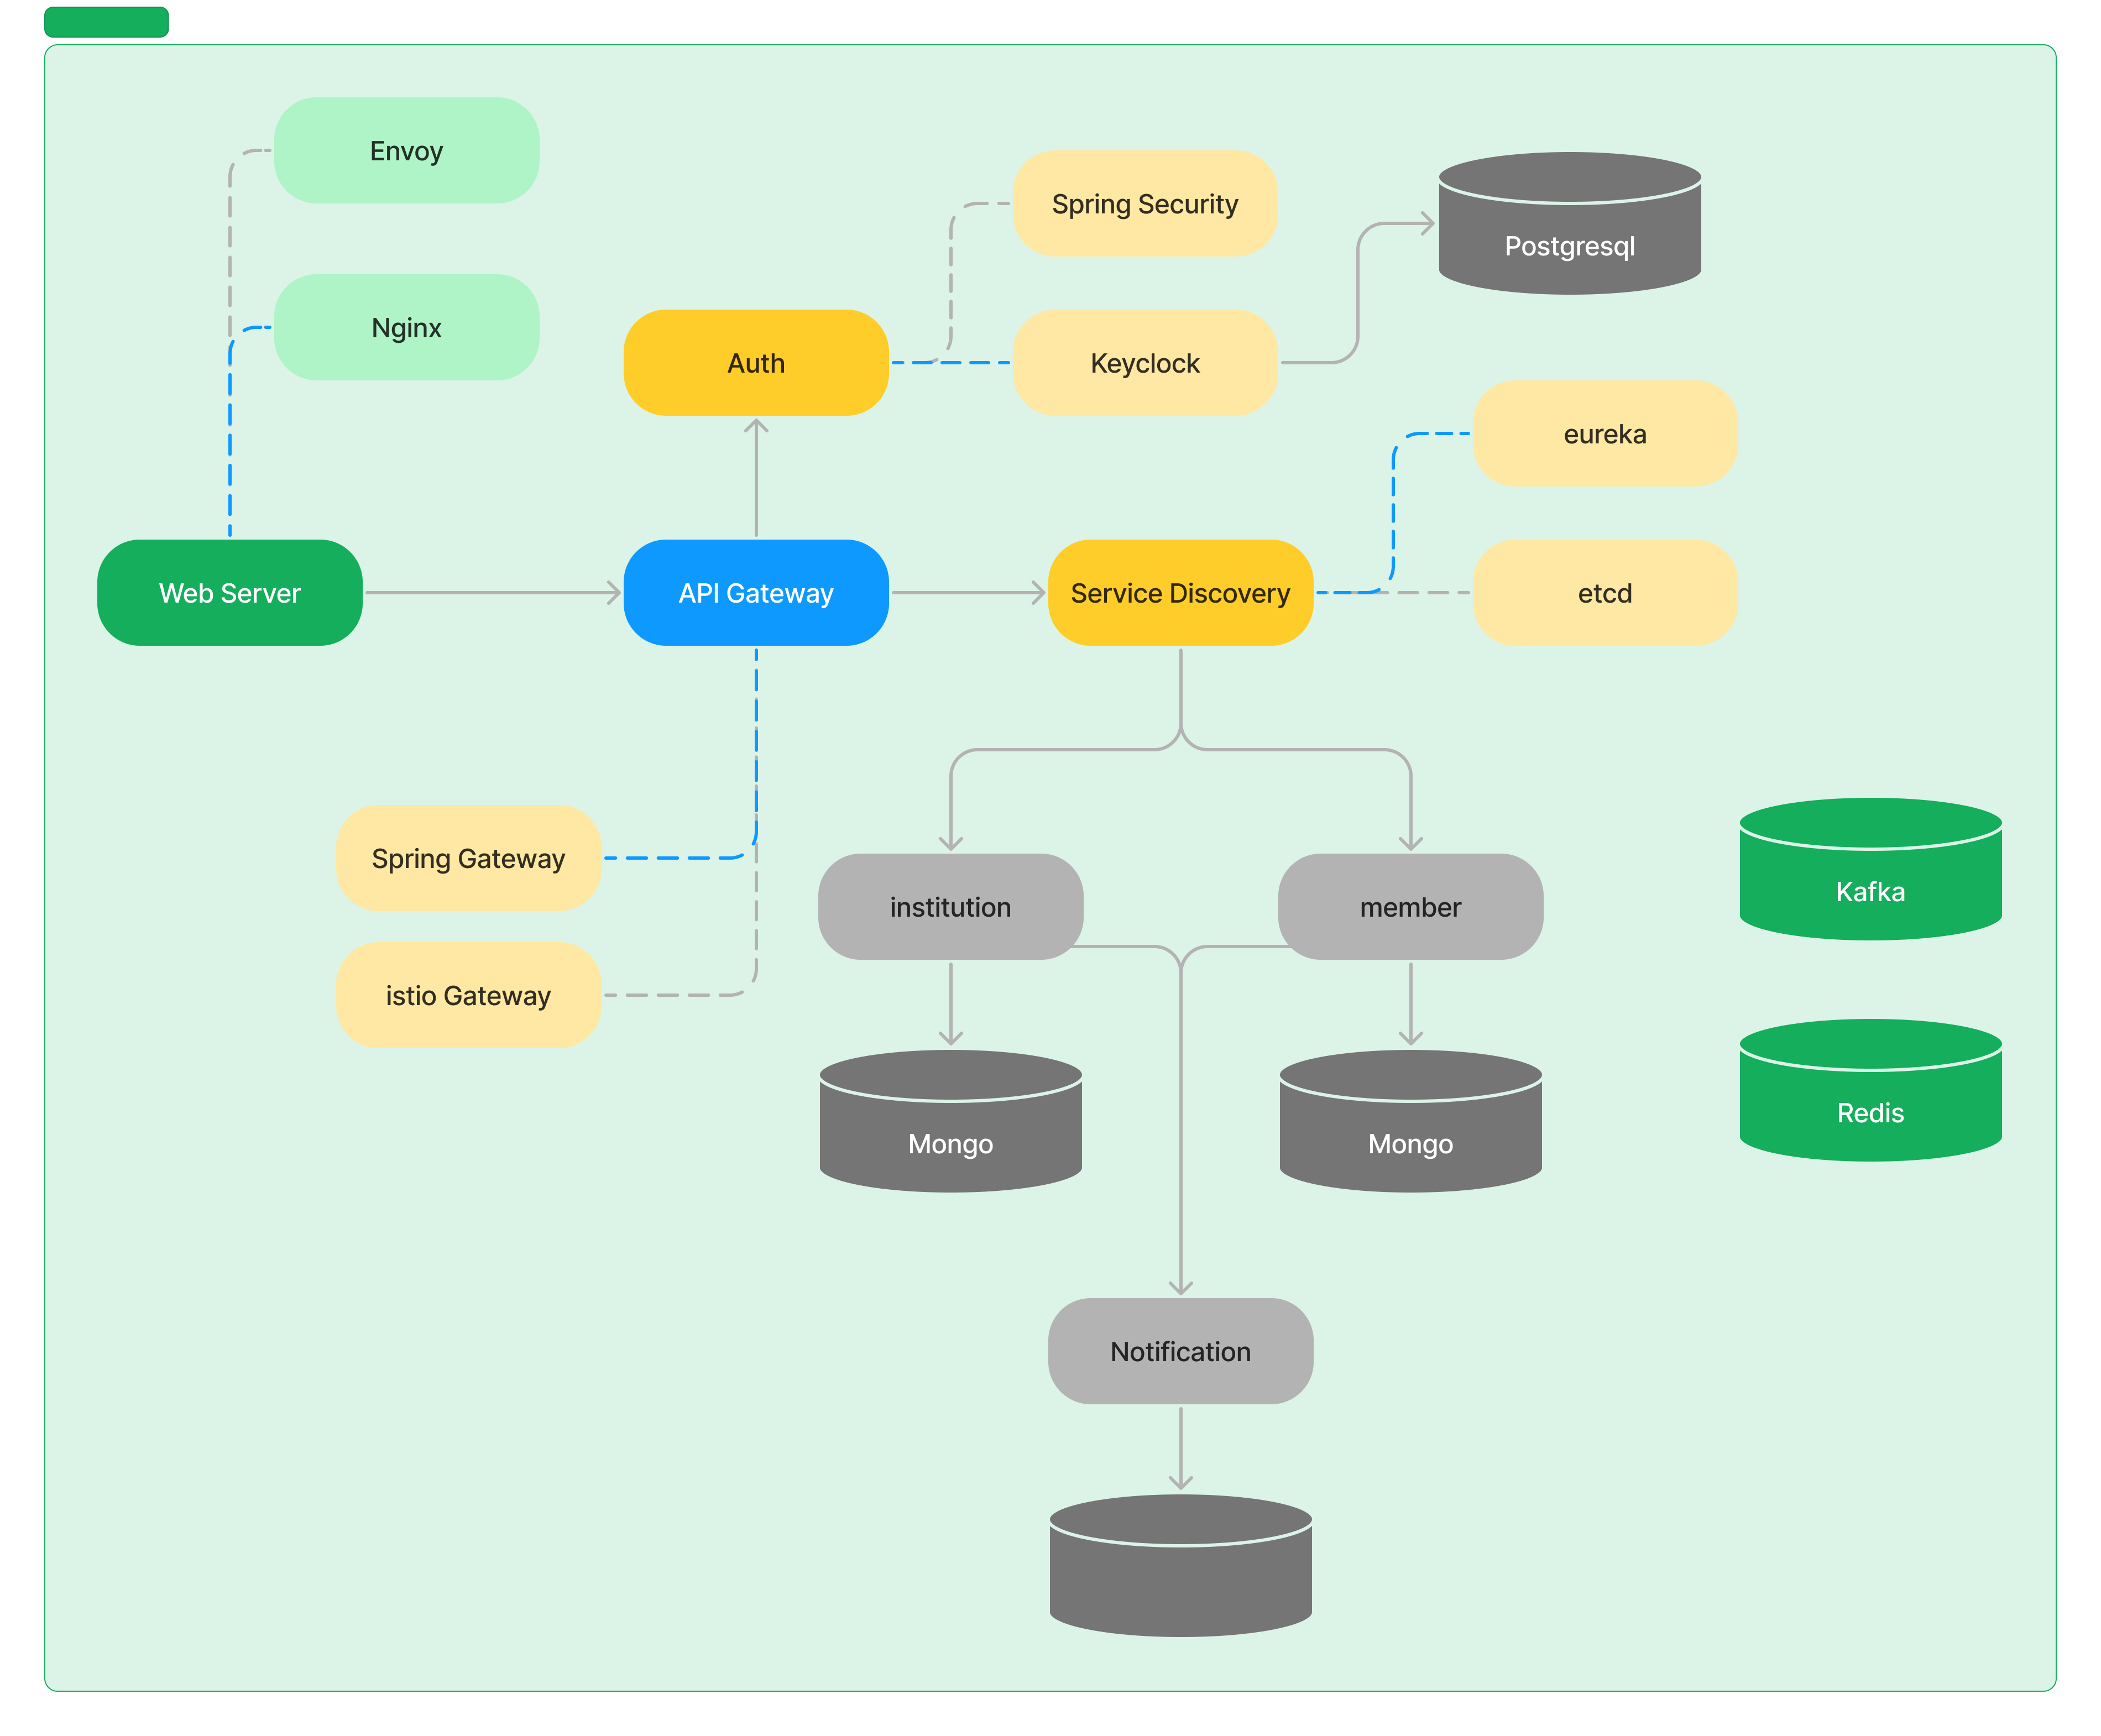 Envoy
Spring Security
Postgresql
Nginx
Auth
Keyclock
eureka
Web Server
API Gateway
Service Discovery
etcd
Spring Gateway
institution
member
Kafka
istio Gateway
Mongo
Mongo
Redis
Notification